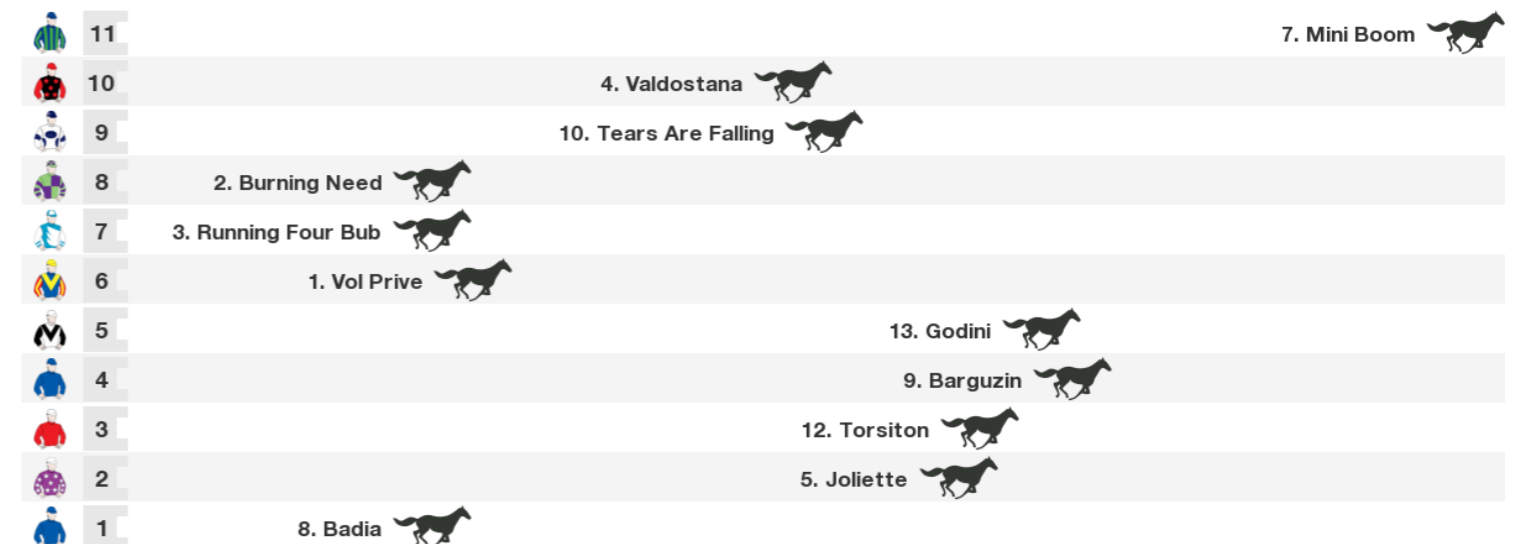 11 7. Mini Boom
10 4. Valdostana
9 10. Tears Are Falling
8 2. Burning Need
7 3. Running Four Bub
6 1. Vol Prive
5 13. Godini
4 9. Barguzin
3 12. Torsiton
2 5. Joliette
1 8. Badia